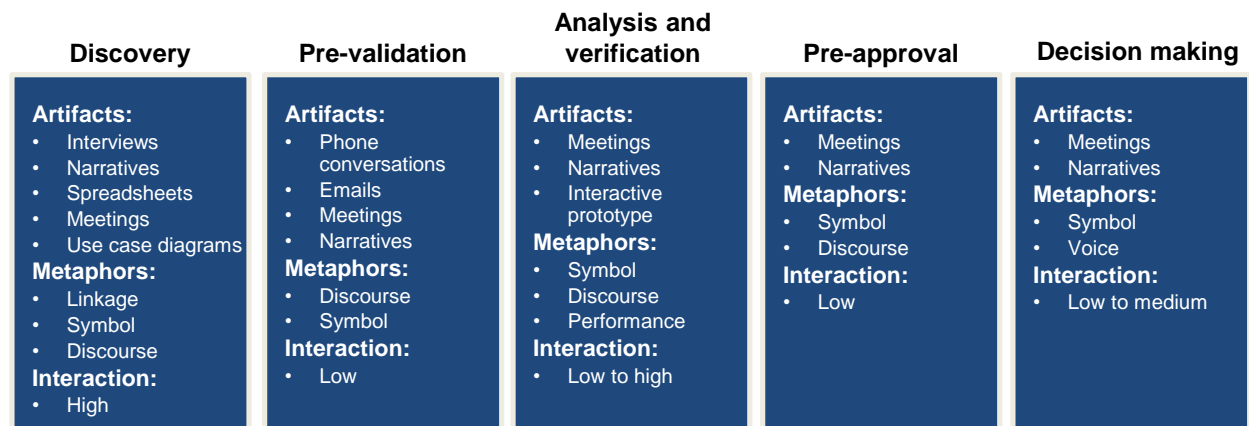 Discovery
Artifacts:
• Interviews
• Narratives
• Spreadsheets
• Meetings
• Use case diagrams
Metaphors:
• Linkage
• Symbol
• Discourse
Interaction:
• High
Pre-validation
Artifacts:
• Phone
conversations
• Emails
• Meetings
• Narratives
Metaphors:
• Discourse
• Symbol
Interaction:
• Low
Analysis and
verification
Artifacts:
• Meetings
• Narratives
• Interactive
prototype
Metaphors:
• Symbol
• Discourse
• Performance
Interaction:
• Low to high
Pre-approval
Artifacts:
• Meetings
• Narratives
Metaphors:
• Symbol
• Discourse
Interaction:
• Low
Decision making
Artifacts:
• Meetings
• Narratives
Metaphors:
• Symbol
• Voice
Interaction:
• Low to medium